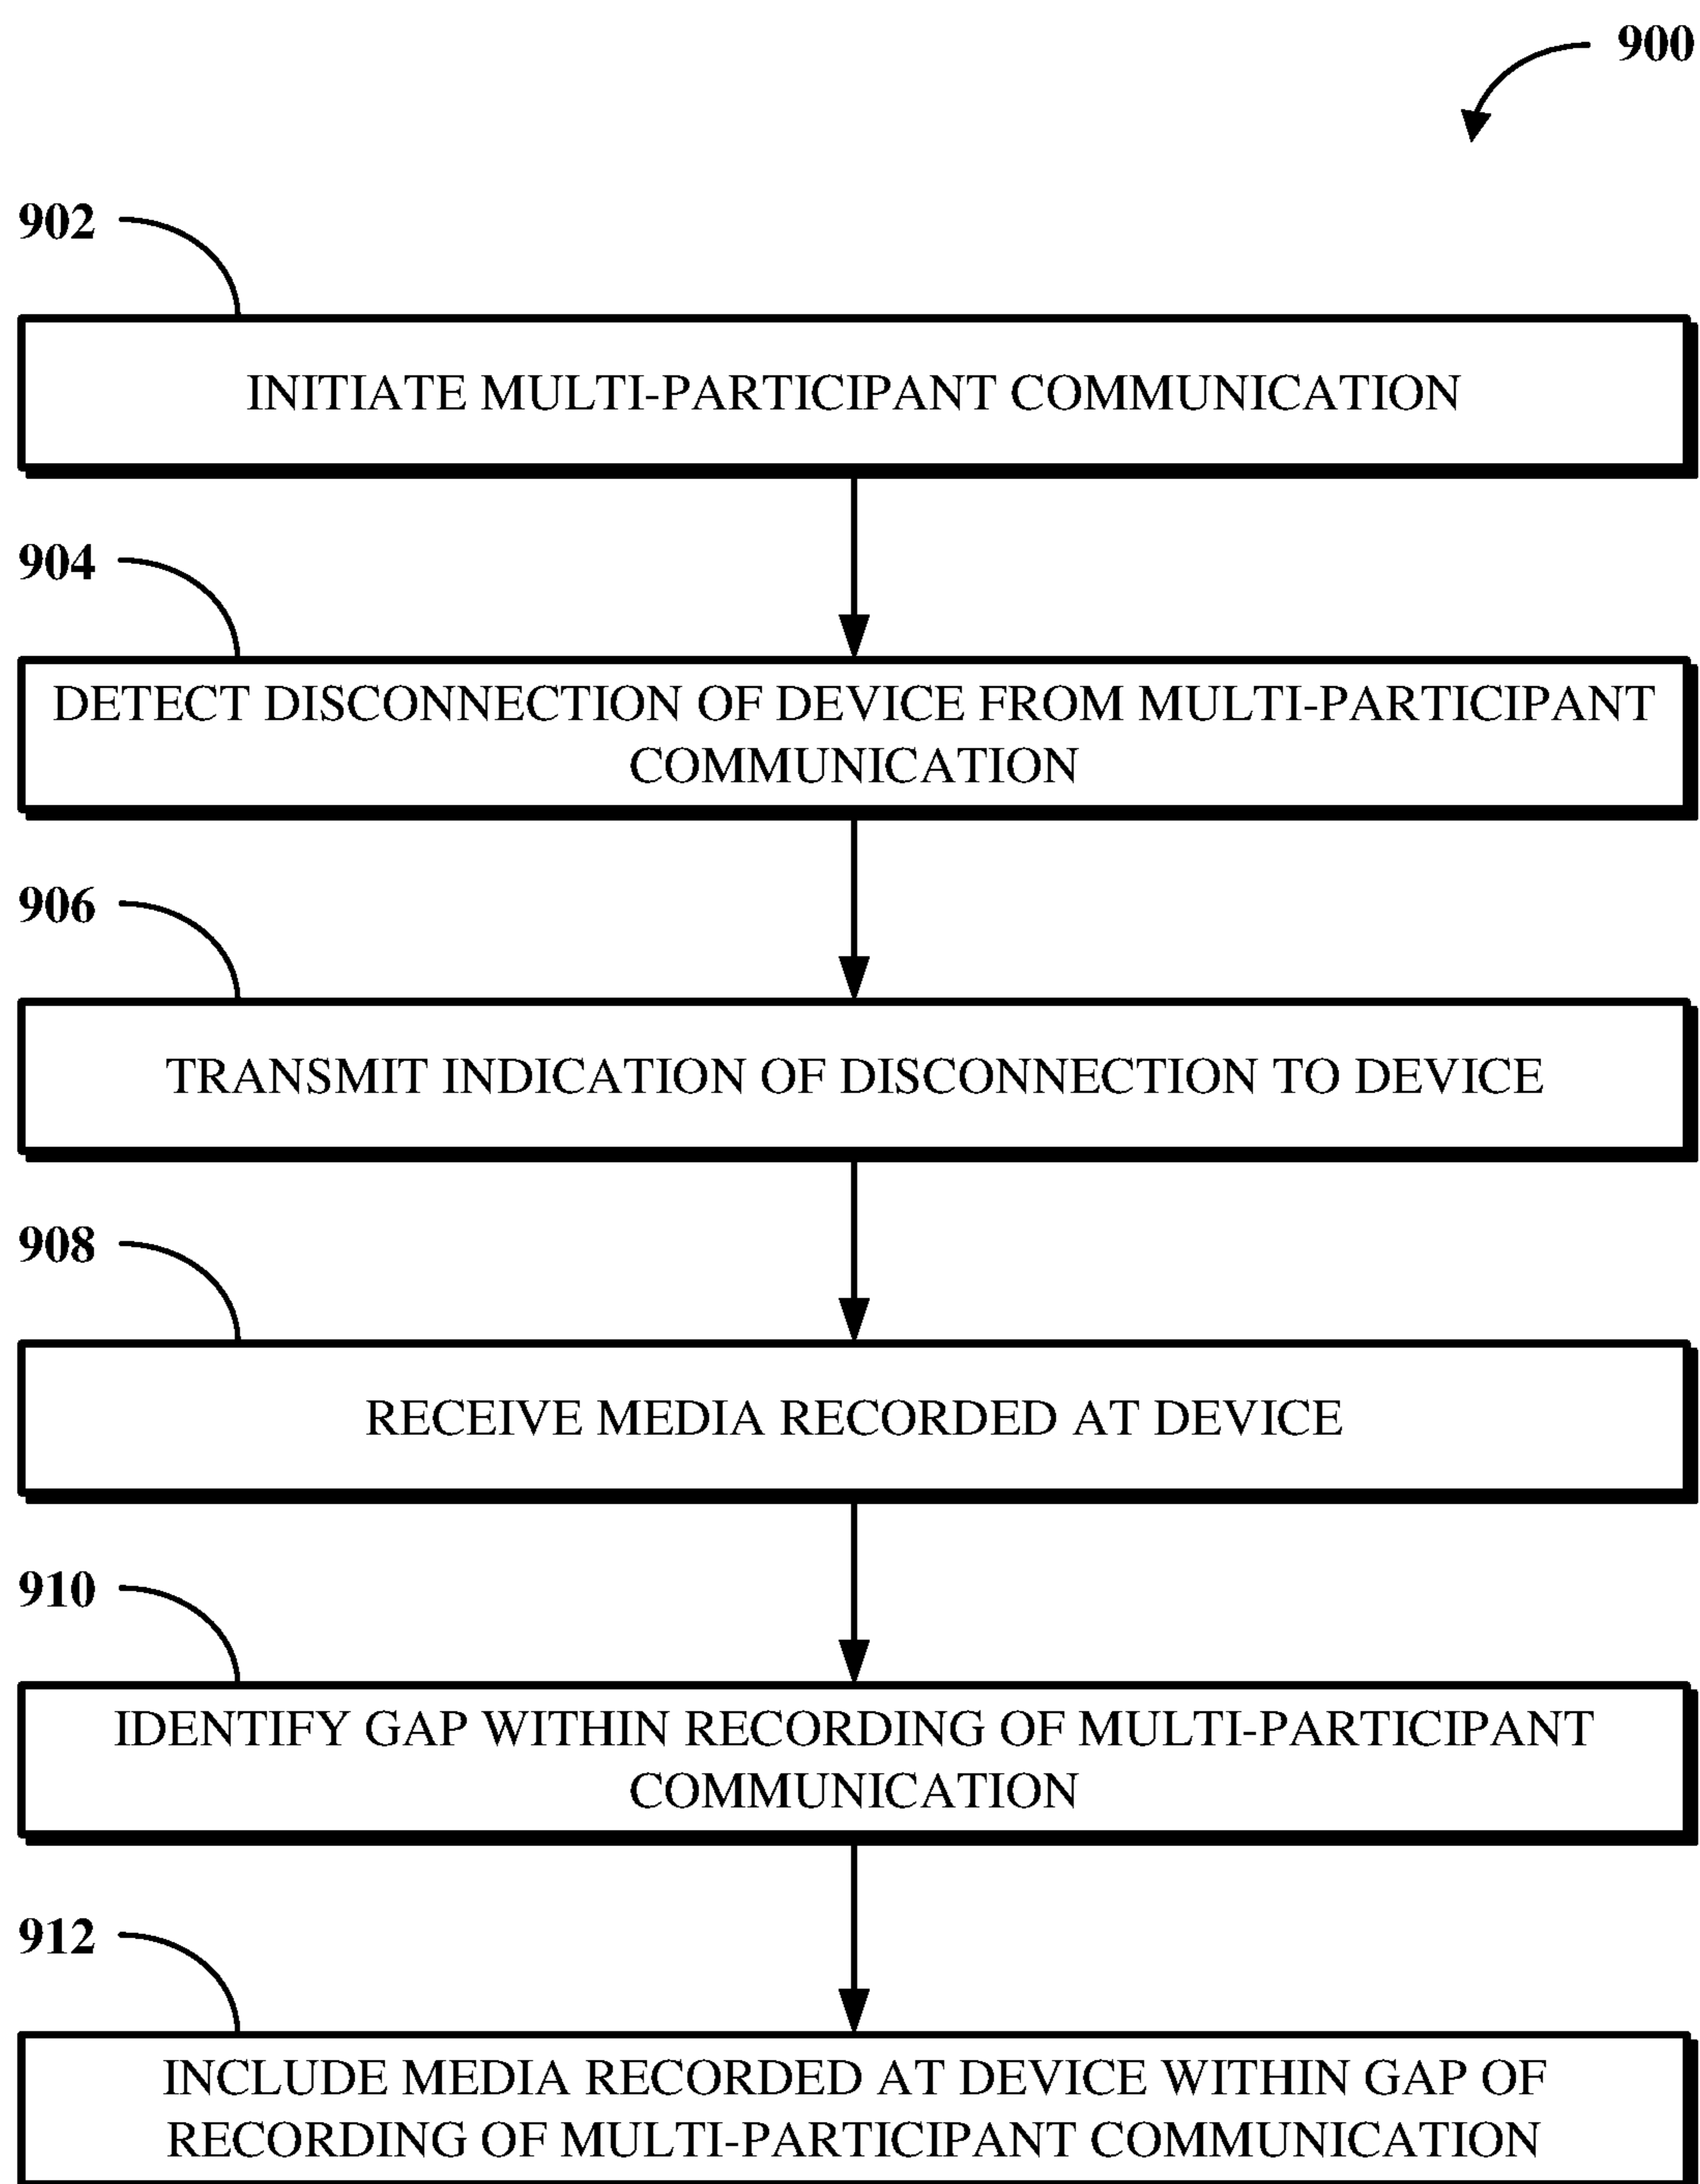 900
902
INITIATE MULTI-PARTICIPANT COMMUNICATION
904
DETECT DISCONNECTION OF DEVICE FROM MULTI-PARTICIPANT
COMMUNICATION
906
TRANSMIT INDICATION OF DISCONNECTION TO DEVICE
908
RECEIVE MEDIA RECORDED AT DEVICE
910
IDENTIFY GAP WITHIN RECORDING OF MULTI-PARTICIPANT
COMMUNICATION
912
INCLUDE MEDIA RECORDED AT DEVICE WITHIN GAP OF
RECORDING OF MULTI-PARTICIPANT COMMUNICATION